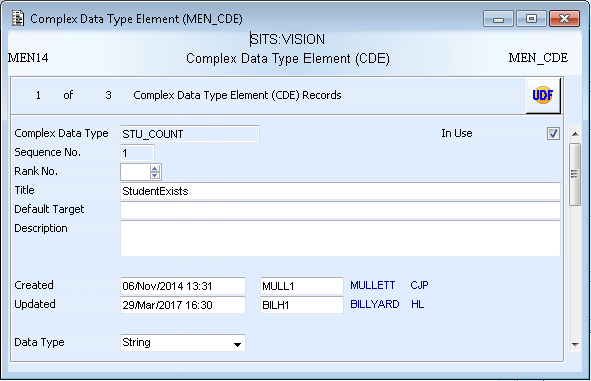 Complex Data Type Element (MEN_CDE)
SITS:VISION
MEN14 Complex Data Type Element (CDE) MEN_CDE
1 of 3 Complex Data Type Element (CDE) Records UDF
Complex Data Type STU_COUNT In Use
Sequence No. 1
Rank No.
Title StudentExists
Default Target
Description
Created 06/Nov/2014 13:31 MULL1 MULLETT CJP
Updated 29/Mar/2017 16:30 BILH1 BILLYARD HL
Data Type String